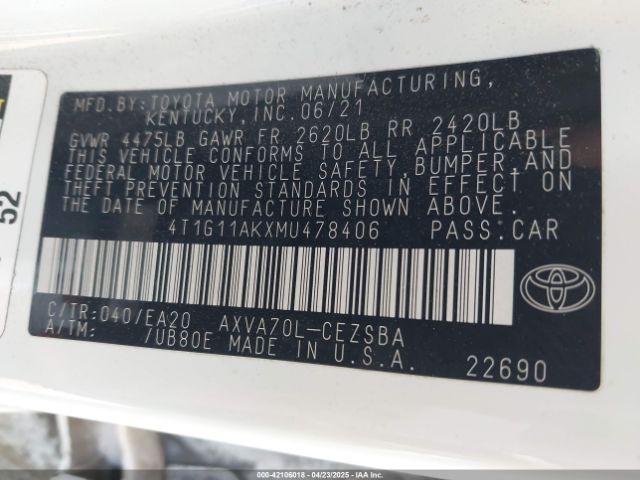 MFD.BY: TOYOTA MOTOR MANUFACTURING,
KENTUCKY, INC. 06/21
GVWR 4475LB GAWR FR 2620LB RR 2420LB
THIS VEHICLE CONFORMS TO ALL APPLICABLE
FEDERAL MOTOR VEHICLE SAFETY, BUMPER, AND
THEFT PREVENTION STANDARDS IN EFFECT ON
THE DATE OF MANUFACTURE SHOWN ABOVE.
4T1G11AKXMU478406 PASS.CAR
C/TR: 040/EA20 AXVA70L-CEZSBA
A/TM: /UB80E MADE IN U.S.A.
22690
52
000-42106018 | 04/23/2025 - IAAI.COM